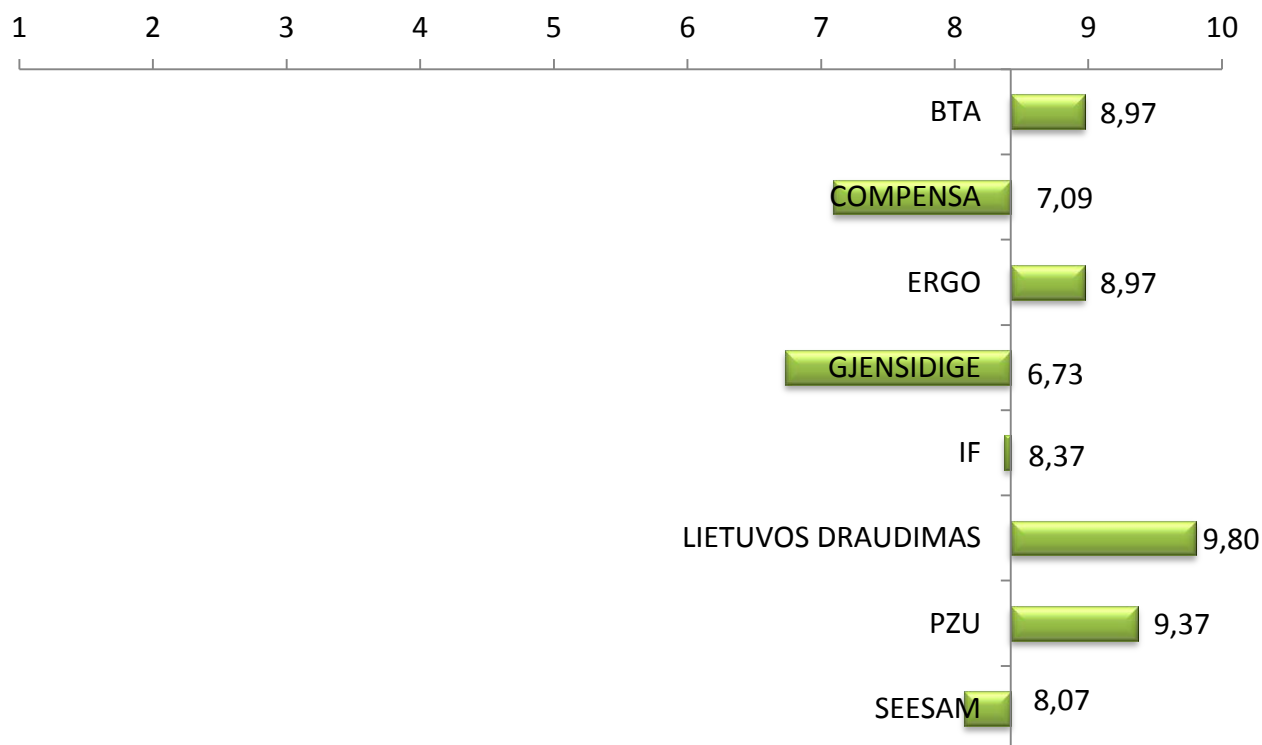 1 2 3 4 5 6 7 8 9 10
BTA 8,97
COMPENSA 7,09
ERGO 8,97
GJENSIDIGE 6,73
IF 8,37
LIETUVOS DRAUDIMAS 9,80
PZU 9,37
SEESAM 8,07